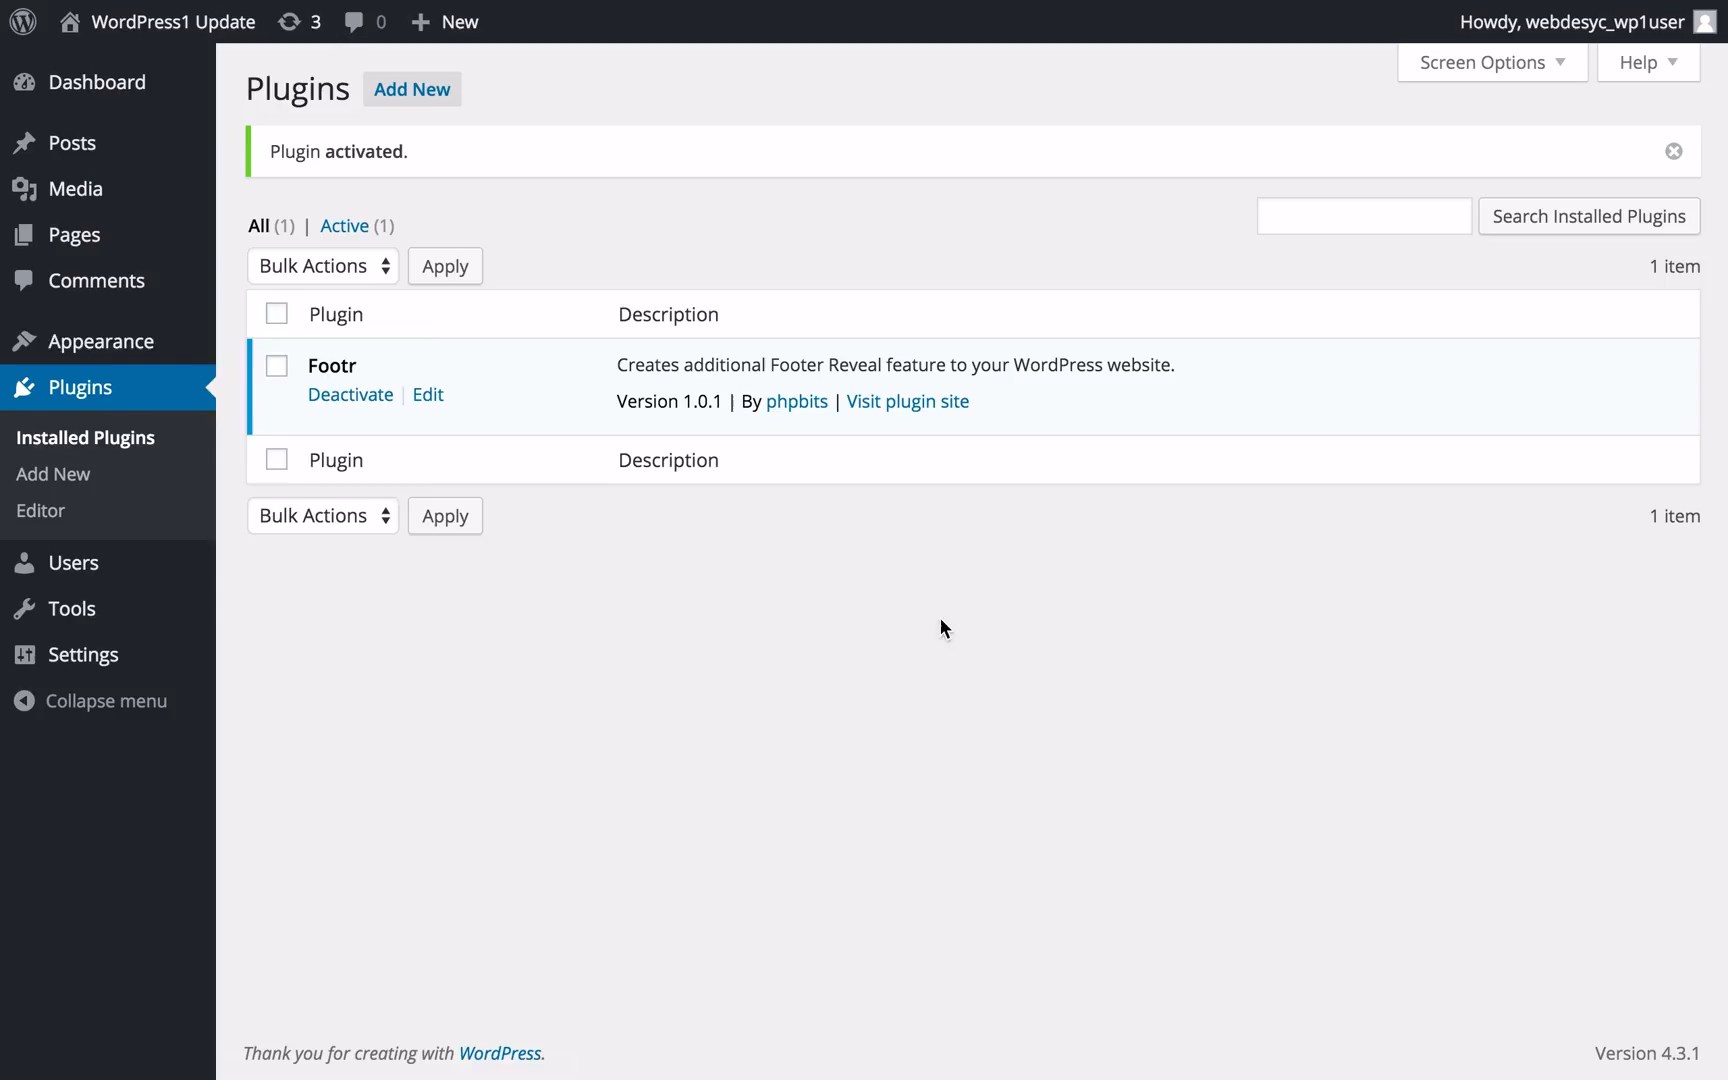 WordPress1 Update 3 0 New Howdy, webdesyc_wp1user
Screen Options Help
Dashboard
Posts
Media
Pages
Comments
Appearance
Plugins
Installed Plugins
Add New
Editor
Users
Tools
Settings
Collapse menu
Plugins Add New
Plugin activated.
All (1) | Active (1)
Search Installed Plugins
Bulk Actions Apply 1 item
Plugin Description
Footr Creates additional Footer Reveal feature to your WordPress website.
Deactivate | Edit Version 1.0.1 | By phpbits | Visit plugin site
Plugin Description
Bulk Actions Apply 1 item
Thank you for creating with WordPress. Version 4.3.1